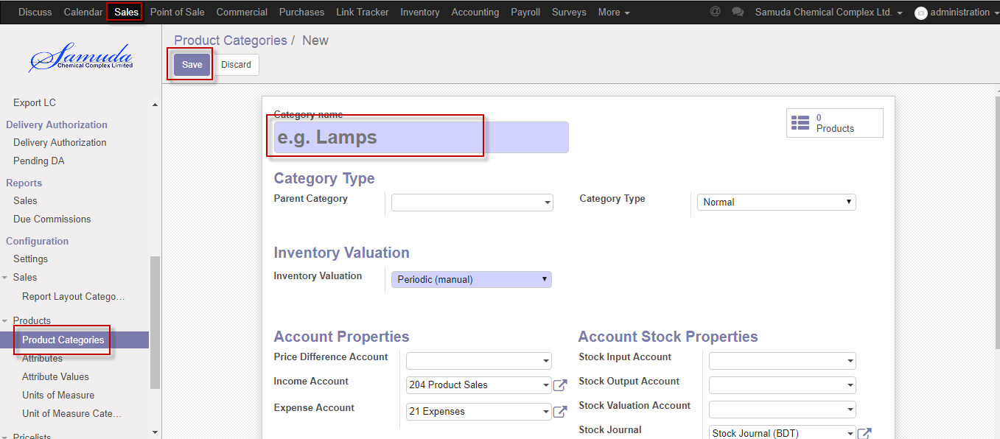 Discuss Calendar Sales Point of Sale Commercial Purchases Link Tracker Inventory Accounting Payroll Surveys More @ Samuda Chemical Complex Ltd. administration
Samuda
Chemical Complex Limited
Export LC
Delivery Authorization
Delivery Authorization
Pending DA
Reports
Sales
Due Commissions
Configuration
Settings
Sales
Report Layout Catego…
Products
Product Categories
Attributes
Attribute Values
Units of Measure
Unit of Measure Cate…
Pricelists
Product Categories / New
Save Discard
Category name
e.g. Lamps
0
Products
Category Type
Parent Category
Category Type Normal
Inventory Valuation
Inventory Valuation Periodic (manual)
Account Properties
Price Difference Account
Income Account 204 Product Sales
Expense Account 21 Expenses
Account Stock Properties
Stock Input Account
Stock Output Account
Stock Valuation Account
Stock Journal Stock Journal (BDT)